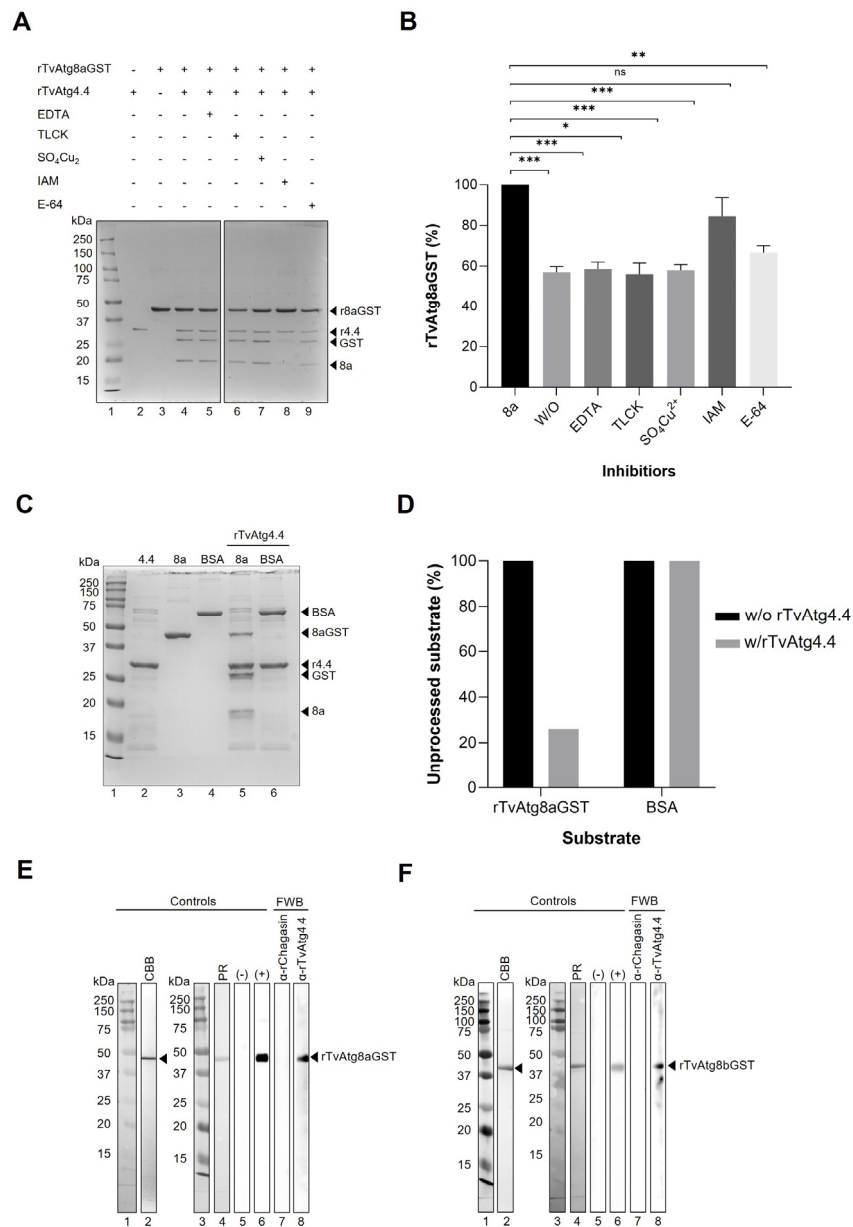 A
rTvAtg8aGST - + + + + + + +
rTvAtg4.4 + - + + + + + +
EDTA - - - + - - - -
TLCK - - - - + - - -
SO4Cu2 - - - - - + - -
IAM - - - - - - + -
E-64 - - - - - - - +
kDa
250
150
100
75
50
37
25
20
15
r8aGST
r4.4
GST
8a
1 2 3 4 5 6 7 8 9
B
**
ns
***
***
*
***
***
rTvAtg8aGST (%)
100
80
60
40
20
0
8a
W/O
EDTA
TLCK
SO4Cu2+
IAM
E-64
Inhibitiors
C
rTvAtg4.4
kDa 4.4 8a BSA 8a BSA
250
150
75
50
37
25
20
15
BSA
8aGST
r4.4
GST
8a
1 2 3 4 5 6
D
Unprocessed substrate (%)
100
80
60
40
20
0
rTvAtg8aGST BSA
Substrate
w/o rTvAtg4.4
w/rTvAtg4.4
E
Controls FWB
CBB PR (-) (+) α-rChagasin α-rTvAtg4.4
kDa kDa
250 250
150 150
100 100
75 75
50 50
37 37
25 25
20 20
15 15
rTvAtg8aGST
1 2 3 4 5 6 7 8
F
Controls FWB
CBB PR (-) (+) α-rChagasin α-rTvAtg4.4
kDa kDa
250 250
150 150
100 100
75 75
50 50
37 37
25 25
20 20
15 15
rTvAtg8bGST
1 2 3 4 5 6 7 8